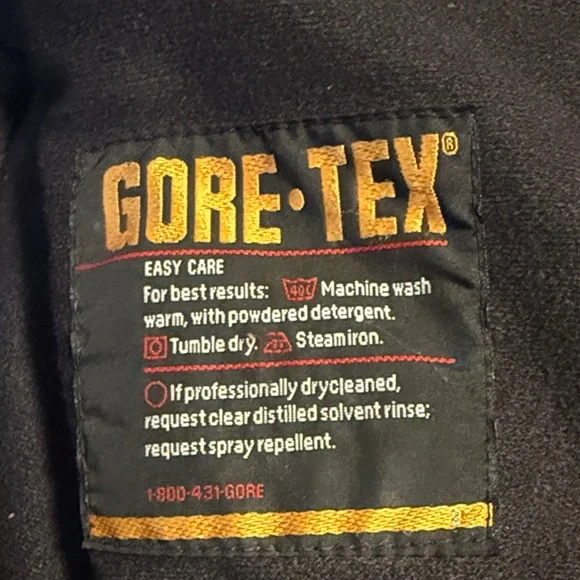 GORE·TEX®
EASY CARE
For best results: 40C Machine wash
warm, with powdered detergent.
Tumble dry. Steam iron.
If professionally drycleaned,
request clear distilled solvent rinse;
request spray repellent.
1-800-431-GORE